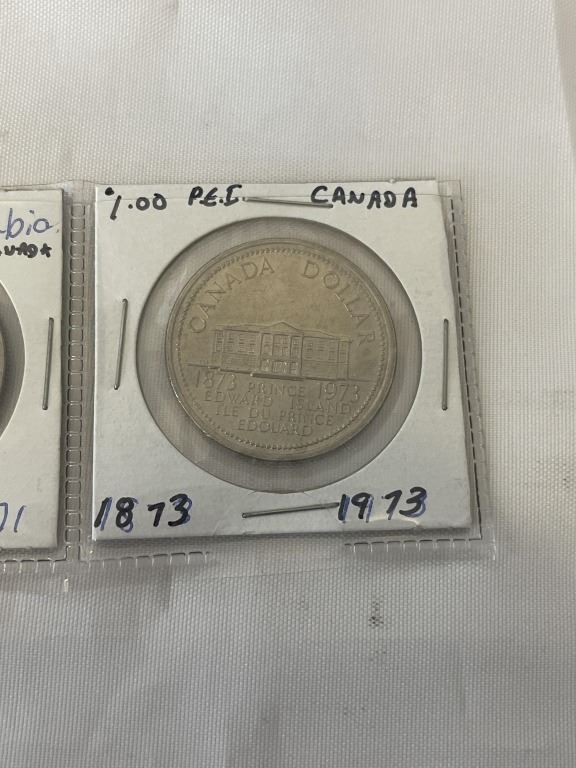 $1.00 P.E.I. CANADA
CANADA DOLLAR
1873 PRINCE 1973
EDWARD ISLAND
ILE DU PRINCE
EDOUARD
1873 1973